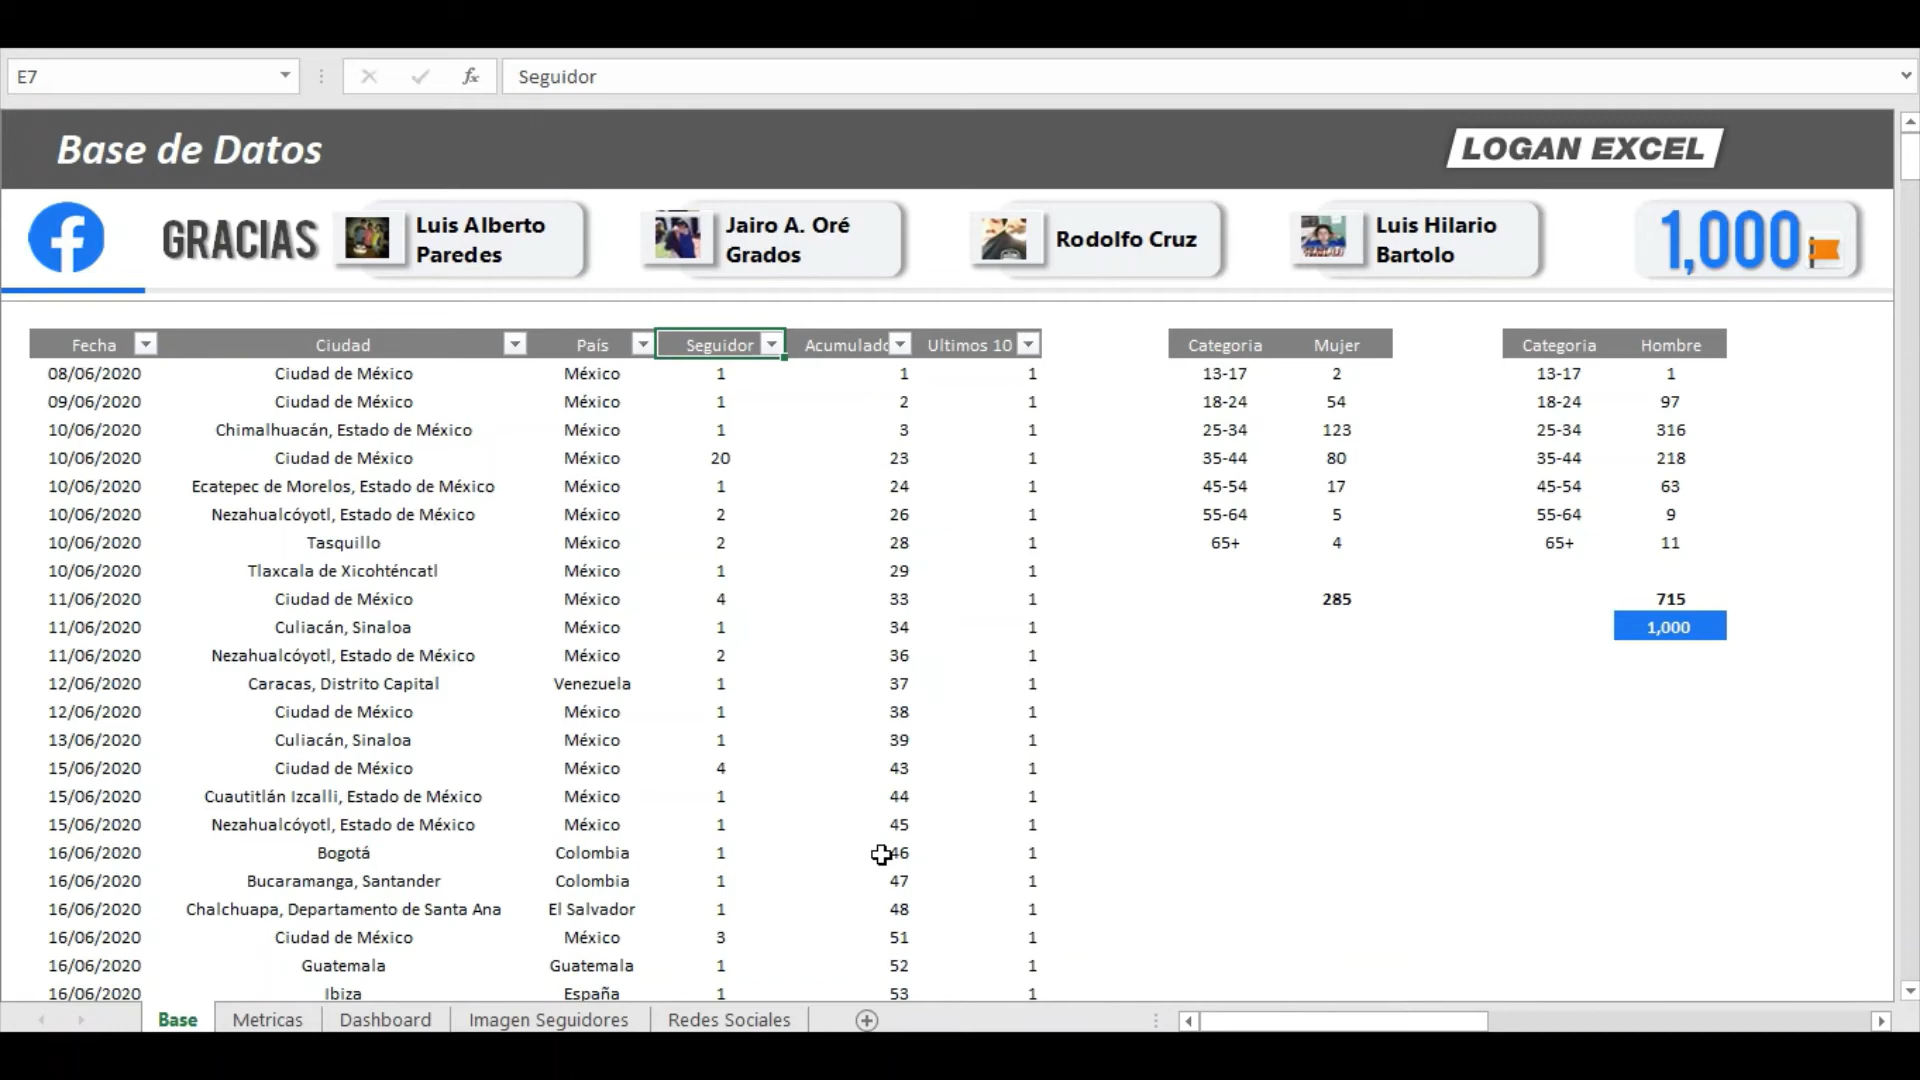 E7
fx
Seguidor
Base de Datos
LOGAN EXCEL
GRACIAS
Luis Alberto
Paredes
Jairo A. Oré
Grados
Rodolfo Cruz
Luis Hilario
Bartolo
1,000
Fecha Ciudad País Seguidor Acumulado Ultimos 10
08/06/2020 Ciudad de México México 1 1 1
09/06/2020 Ciudad de México México 1 2 1
10/06/2020 Chimalhuacán, Estado de México México 1 3 1
10/06/2020 Ciudad de México México 20 23 1
10/06/2020 Ecatepec de Morelos, Estado de México México 1 24 1
10/06/2020 Nezahualcóyotl, Estado de México México 2 26 1
10/06/2020 Tasquillo México 2 28 1
10/06/2020 Tlaxcala de Xicohténcatl México 1 29 1
11/06/2020 Ciudad de México México 4 33 1
11/06/2020 Culiacán, Sinaloa México 1 34 1
11/06/2020 Nezahualcóyotl, Estado de México México 2 36 1
12/06/2020 Caracas, Distrito Capital Venezuela 1 37 1
12/06/2020 Ciudad de México México 1 38 1
13/06/2020 Culiacán, Sinaloa México 1 39 1
15/06/2020 Ciudad de México México 4 43 1
15/06/2020 Cuautitlán Izcalli, Estado de México México 1 44 1
15/06/2020 Nezahualcóyotl, Estado de México México 1 45 1
16/06/2020 Bogotá Colombia 1 46 1
16/06/2020 Bucaramanga, Santander Colombia 1 47 1
16/06/2020 Chalchuapa, Departamento de Santa Ana El Salvador 1 48 1
16/06/2020 Ciudad de México México 3 51 1
16/06/2020 Guatemala Guatemala 1 52 1
16/06/2020 Ibiza España 1 53 1
Categoria Mujer
13-17 2
18-24 54
25-34 123
35-44 80
45-54 17
55-64 5
65+ 4
285
Categoria Hombre
13-17 1
18-24 97
25-34 316
35-44 218
45-54 63
55-64 9
65+ 11
715
1,000
Base Metricas Dashboard Imagen Seguidores Redes Sociales